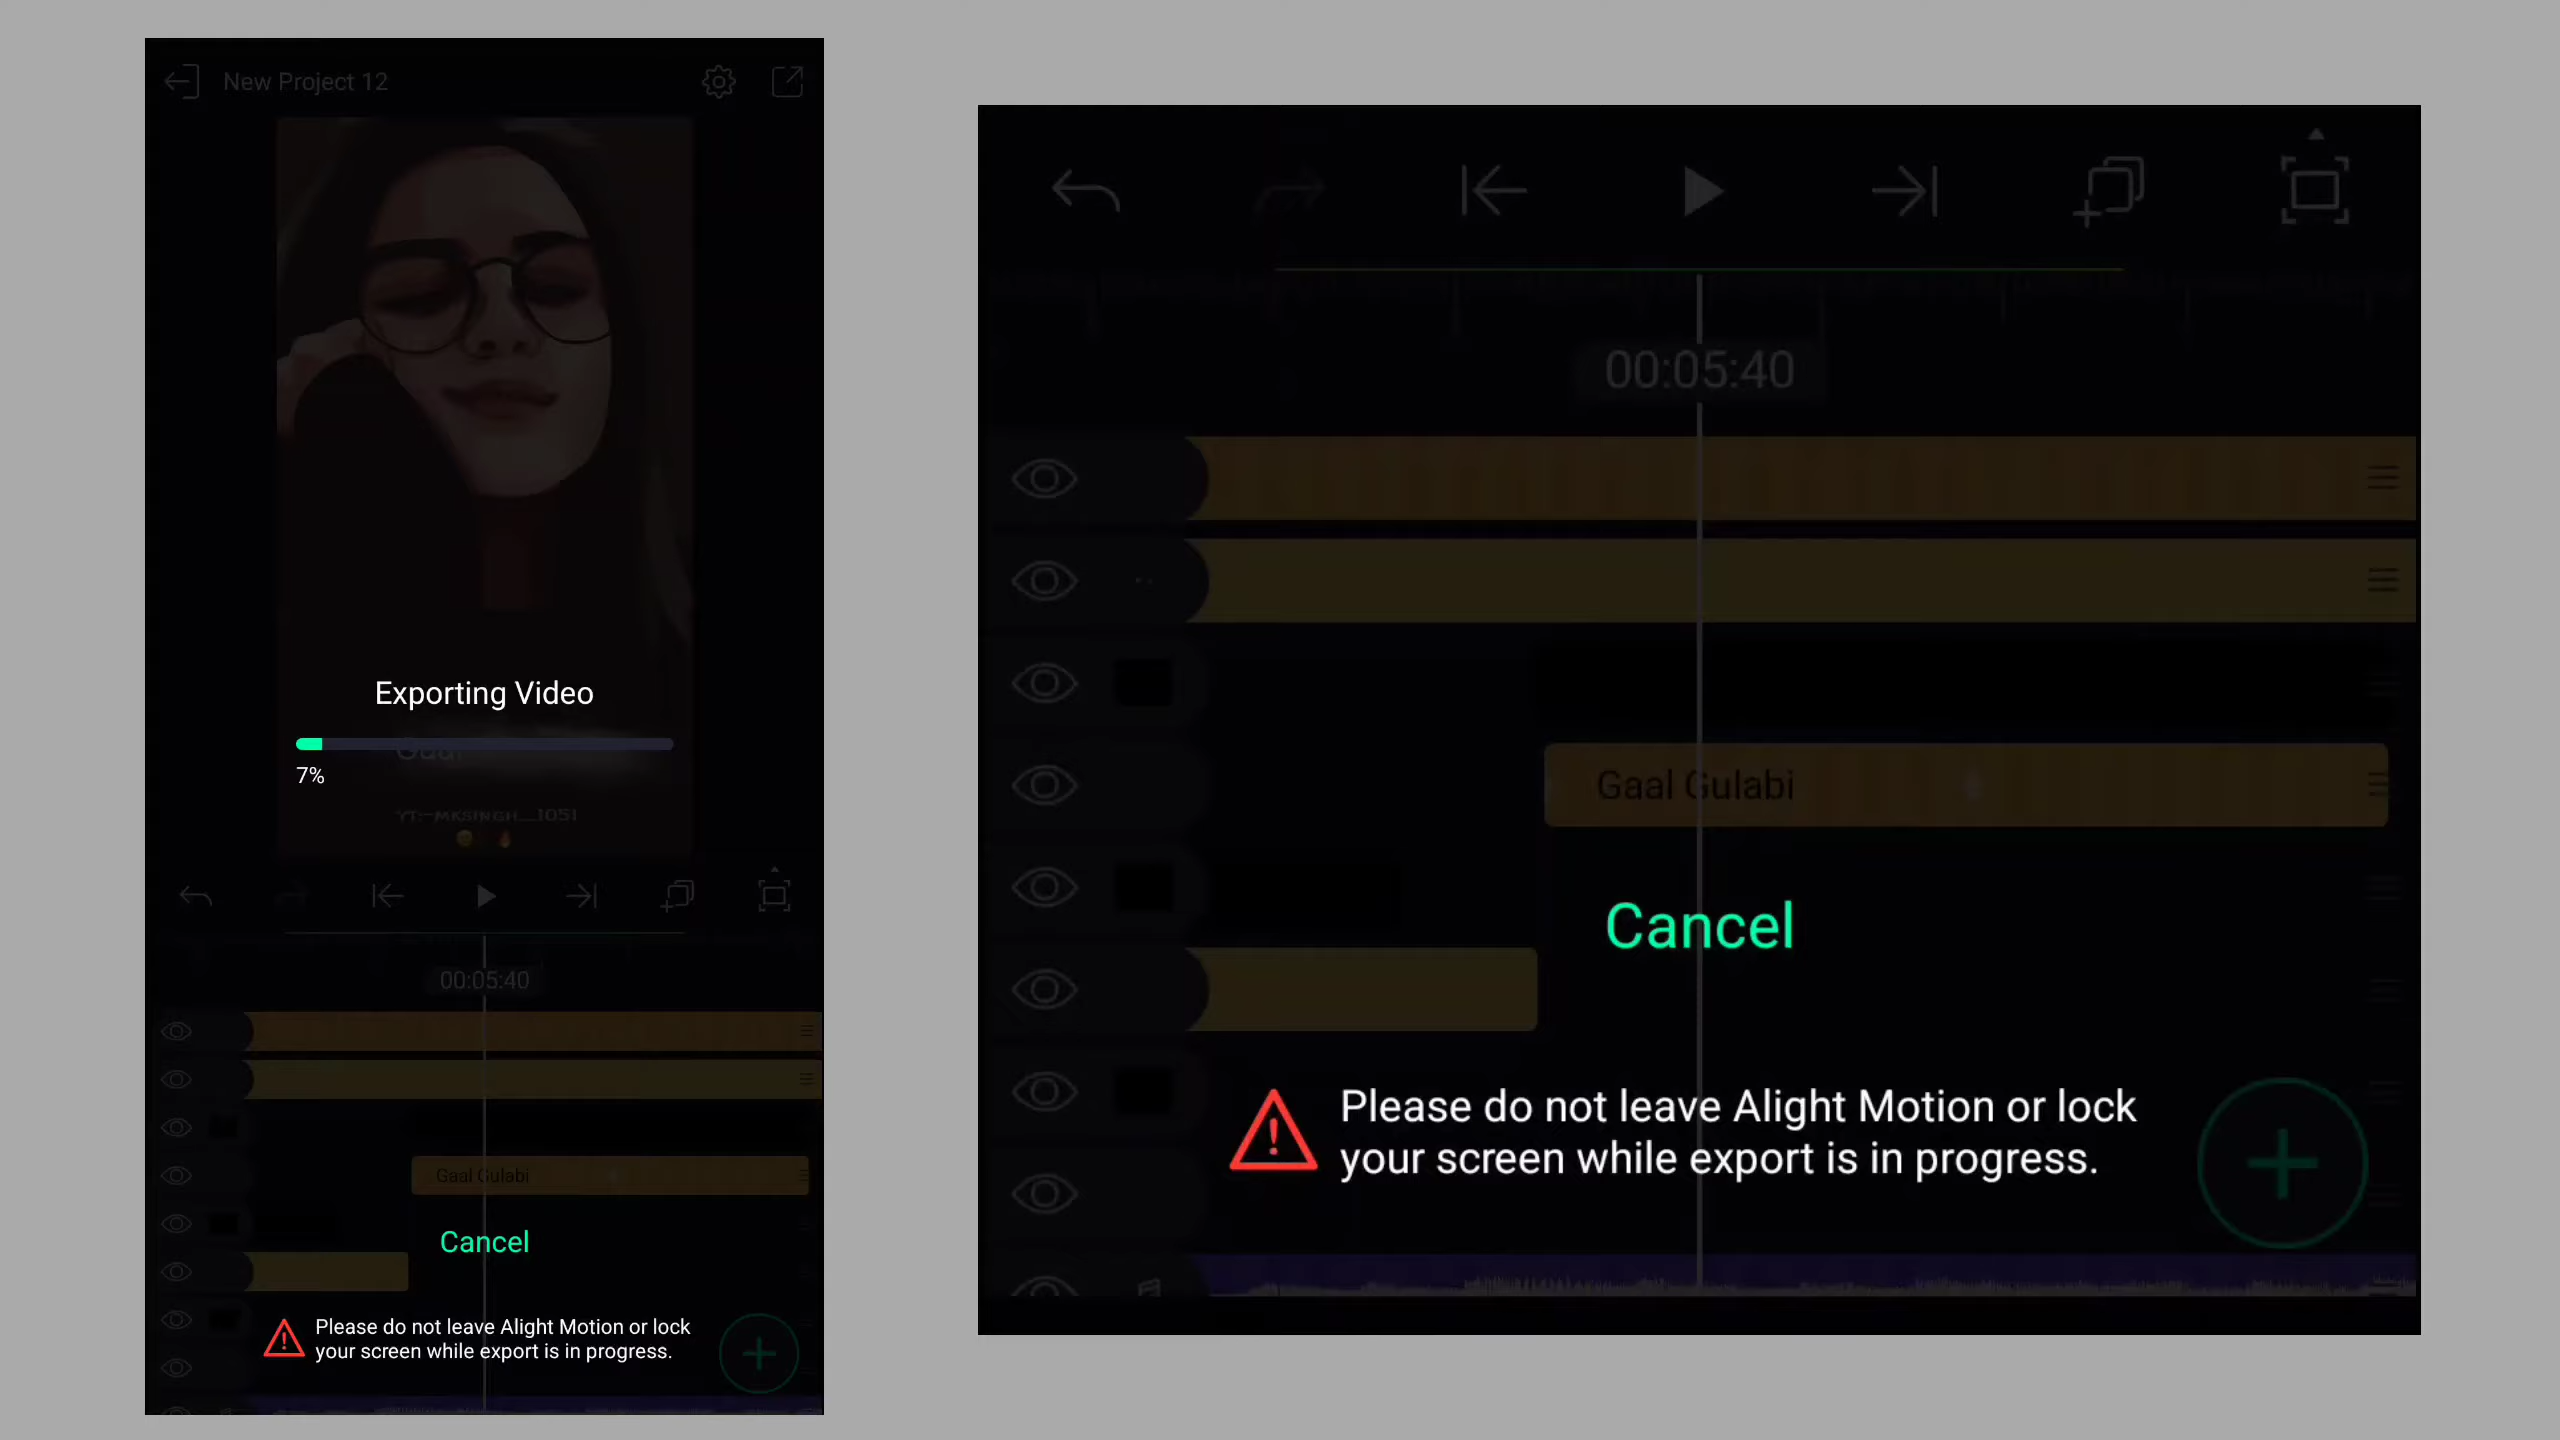 New Project 12
Exporting Video
7%
YT:-MKSINGH_1051
00:05:40
Gaal Gulabi
Cancel
Please do not leave Alight Motion or lock
your screen while export is in progress.
00:05:40
Gaal Gulabi
Cancel
Please do not leave Alight Motion or lock
your screen while export is in progress.